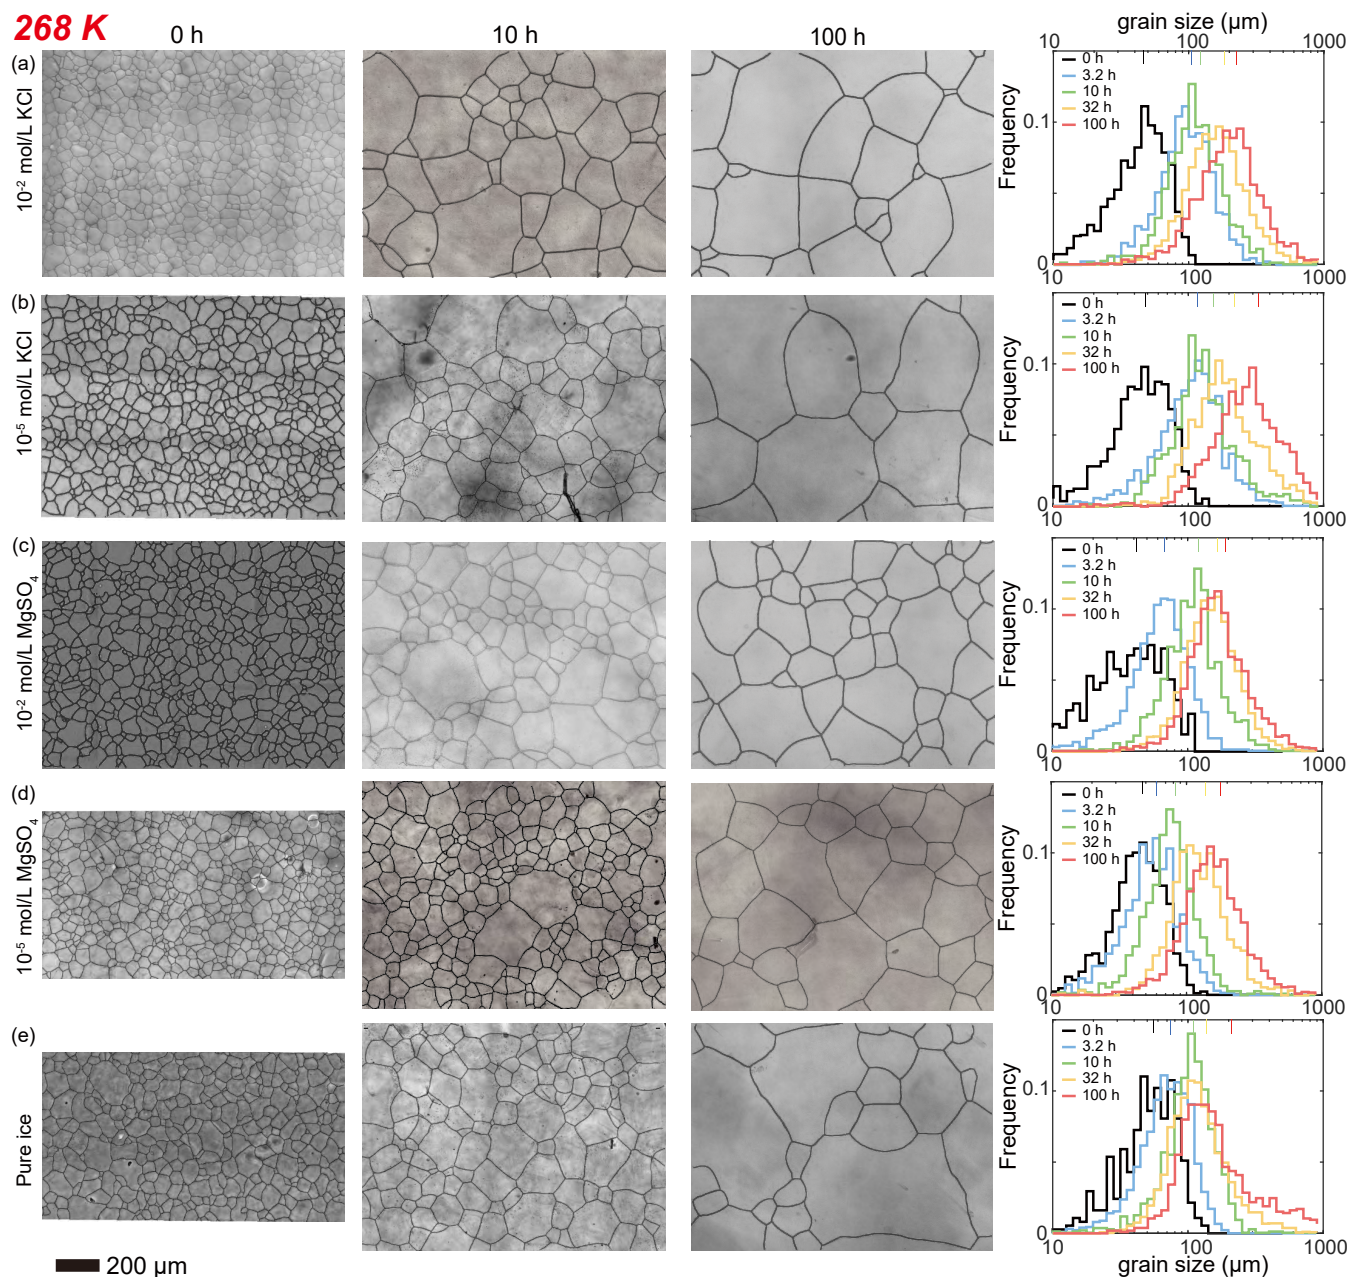 268 K
0 h
10 h
100 h
grain size (μm)
10
100
1000
(a)
10⁻² mol/L KCl
0 h
3.2 h
10 h
32 h
100 h
Frequency
0.1
0
10
100
1000
(b)
10⁻⁵ mol/L KCl
0 h
3.2 h
10 h
32 h
100 h
Frequency
0.1
0
10
100
1000
(c)
10⁻² mol/L MgSO₄
0 h
3.2 h
10 h
32 h
100 h
Frequency
0.1
0
10
100
1000
(d)
10⁻⁵ mol/L MgSO₄
0 h
3.2 h
10 h
32 h
100 h
Frequency
0.1
0
10
100
1000
(e)
Pure ice
0 h
3.2 h
10 h
32 h
100 h
Frequency
0.1
0
10
100
1000
grain size (μm)
200 μm